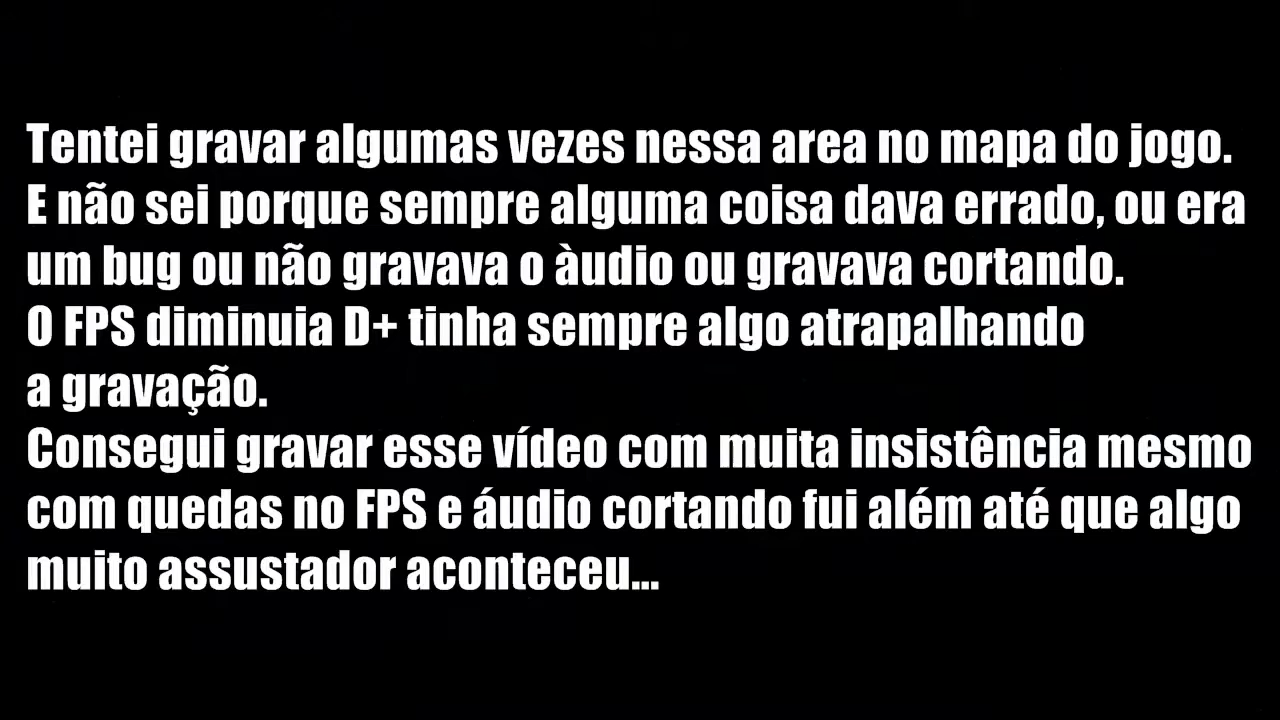 Tentei gravar algumas vezes nessa area no mapa do jogo.
E não sei porque sempre alguma coisa dava errado, ou era
um bug ou não gravava o àudio ou gravava cortando.
O FPS diminuia D+ tinha sempre algo atrapalhando
a gravação.
Consegui gravar esse vídeo com muita insistência mesmo
com quedas no FPS e áudio cortando fui além até que algo
muito assustador aconteceu...